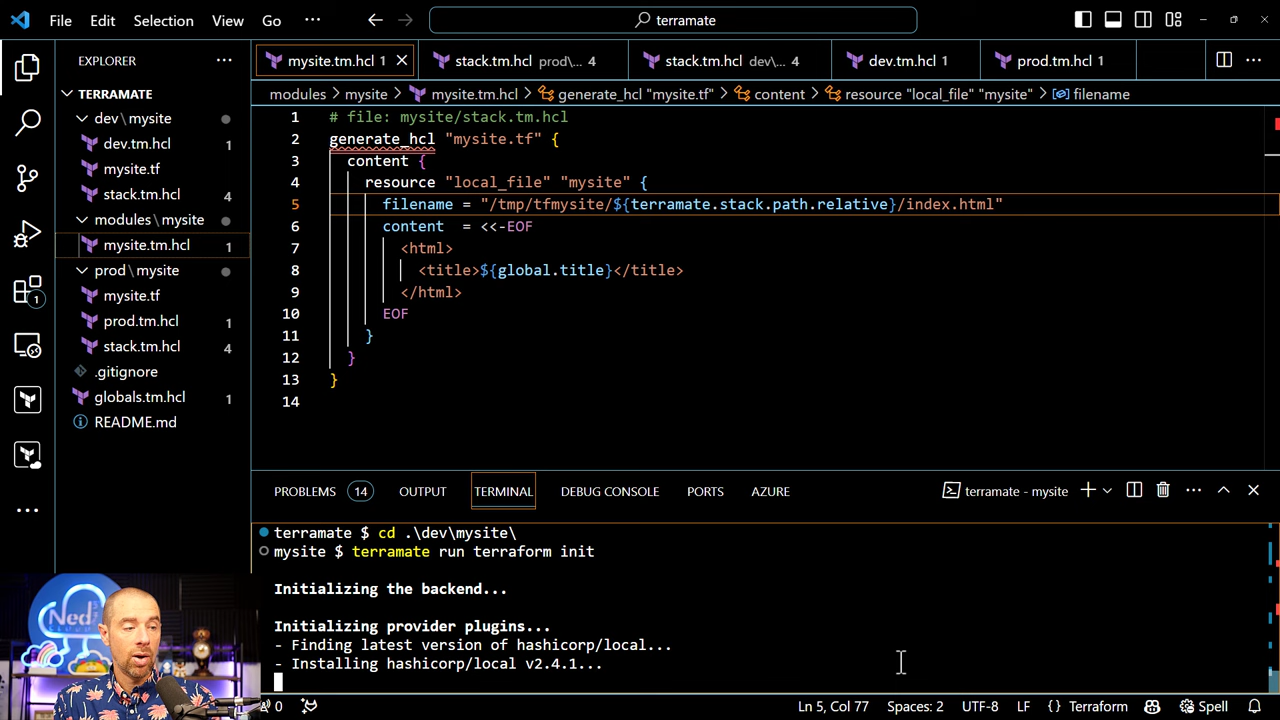 File Edit Selection View Go ··· terramate
EXPLORER ···
TERRAMATE
dev\mysite
dev.tm.hcl 1
mysite.tf
stack.tm.hcl 4
modules\mysite
mysite.tm.hcl 1
prod\mysite
mysite.tf
prod.tm.hcl 1
stack.tm.hcl 4
.gitignore
globals.tm.hcl 1
README.md
1
mysite.tm.hcl 1 stack.tm.hcl prod\... 4 stack.tm.hcl dev\... 4 dev.tm.hcl 1 prod.tm.hcl 1
modules > mysite > mysite.tm.hcl > generate_hcl "mysite.tf" > content > resource "local_file" "mysite" > filename
1 # file: mysite/stack.tm.hcl
2 generate_hcl "mysite.tf" {
3 content {
4 resource "local_file" "mysite" {
5 filename = "/tmp/tfmysite/${terramate.stack.path.relative}/index.html"
6 content = <<-EOF
7 <html>
8 <title>${global.title}</title>
9 </html>
10 EOF
11 }
12 }
13 }
14
PROBLEMS 14 OUTPUT TERMINAL DEBUG CONSOLE PORTS AZURE terramate - mysite
terramate $ cd .\dev\mysite\
mysite $ terramate run terraform init
Initializing the backend...
Initializing provider plugins...
- Finding latest version of hashicorp/local...
- Installing hashicorp/local v2.4.1...
Ned
0 Ln 5, Col 77 Spaces: 2 UTF-8 LF {} Terraform Spell